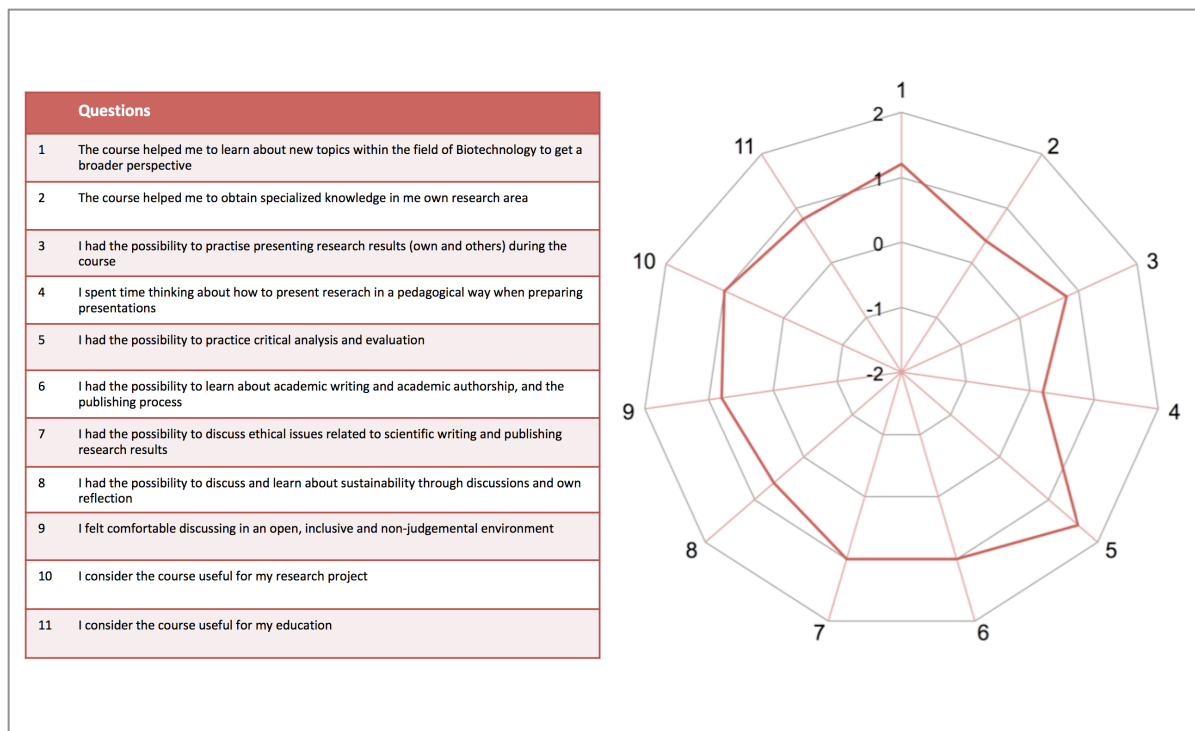 Questions
1 The course helped me to learn about new topics within the field of Biotechnology to get a
broader perspective
2 The course helped me to obtain specialized knowledge in me own research area
3 I had the possibility to practise presenting research results (own and others) during the
course
4 I spent time thinking about how to present reserach in a pedagogical way when preparing
presentations
5 I had the possibility to practice critical analysis and evaluation
6 I had the possibility to learn about academic writing and academic authorship, and the
publishing process
7 I had the possibility to discuss ethical issues related to scientific writing and publishing
research results
8 I had the possibility to discuss and learn about sustainability through discussions and own
reflection
9 I felt comfortable discussing in an open, inclusive and non-judgemental environment
10 I consider the course useful for my research project
11 I consider the course useful for my education
1
2
11
2
1
10
0
3
-1
-2
9
4
8
5
7
6